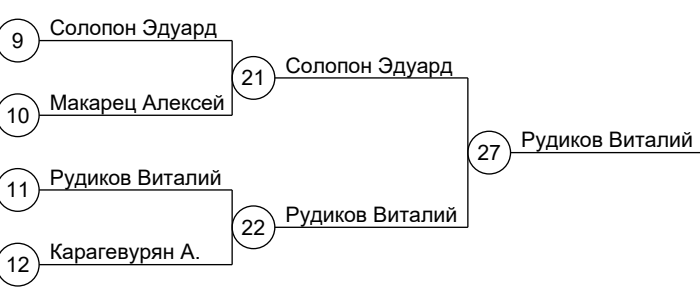 9 Солопон Эдуард
21 Солопон Эдуард
10 Макарец Алексей
27 Рудиков Виталий
11 Рудиков Виталий
22 Рудиков Виталий
12 Карагевурян А.